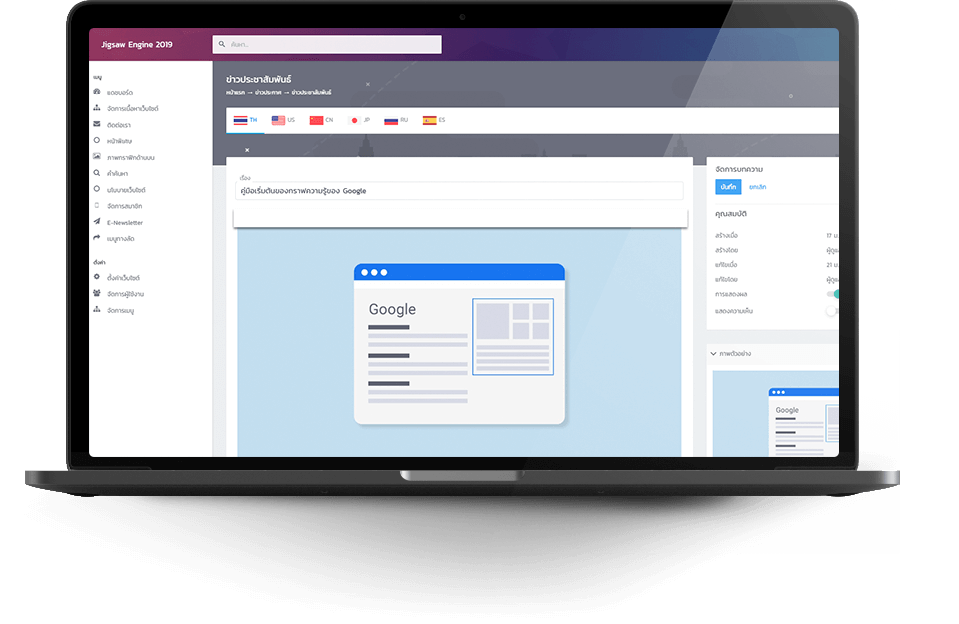 Jigsaw Engine 2019
ค้นหา..
เมนู
แดชบอร์ด
จัดการเนื้อหาเว็บไซต์
ติดต่อเรา
หน้าพิเศษ
ภาพกราฟิกด้านบน
คำค้นหา
นโยบายเว็บไซต์
จัดการสมาชิก
E-Newsletter
เมนูทางลัด
ตั้งค่า
ตั้งค่าเว็บไซต์
จัดการผู้ใช้งาน
จัดการเมนู
ข่าวประชาสัมพันธ์
หน้าแรก → ข่าวประกาศ → ข่าวประชาสัมพันธ์
TH US CN JP RU ES
เรื่อง
คู่มือเริ่มต้นของกราฟความรู้ของ Google
Google
จัดการบทความ
บันทึก ยกเลิก
คุณสมบัติ
สร้างเมื่อ 17 ม
สร้างโดย ผู้ดูแ
แก้ไขเมื่อ 21 ม
แก้ไขโดย ผู้ดูแ
การแสดงผล
แสดงความเห็น
ภาพตัวอย่าง
Google